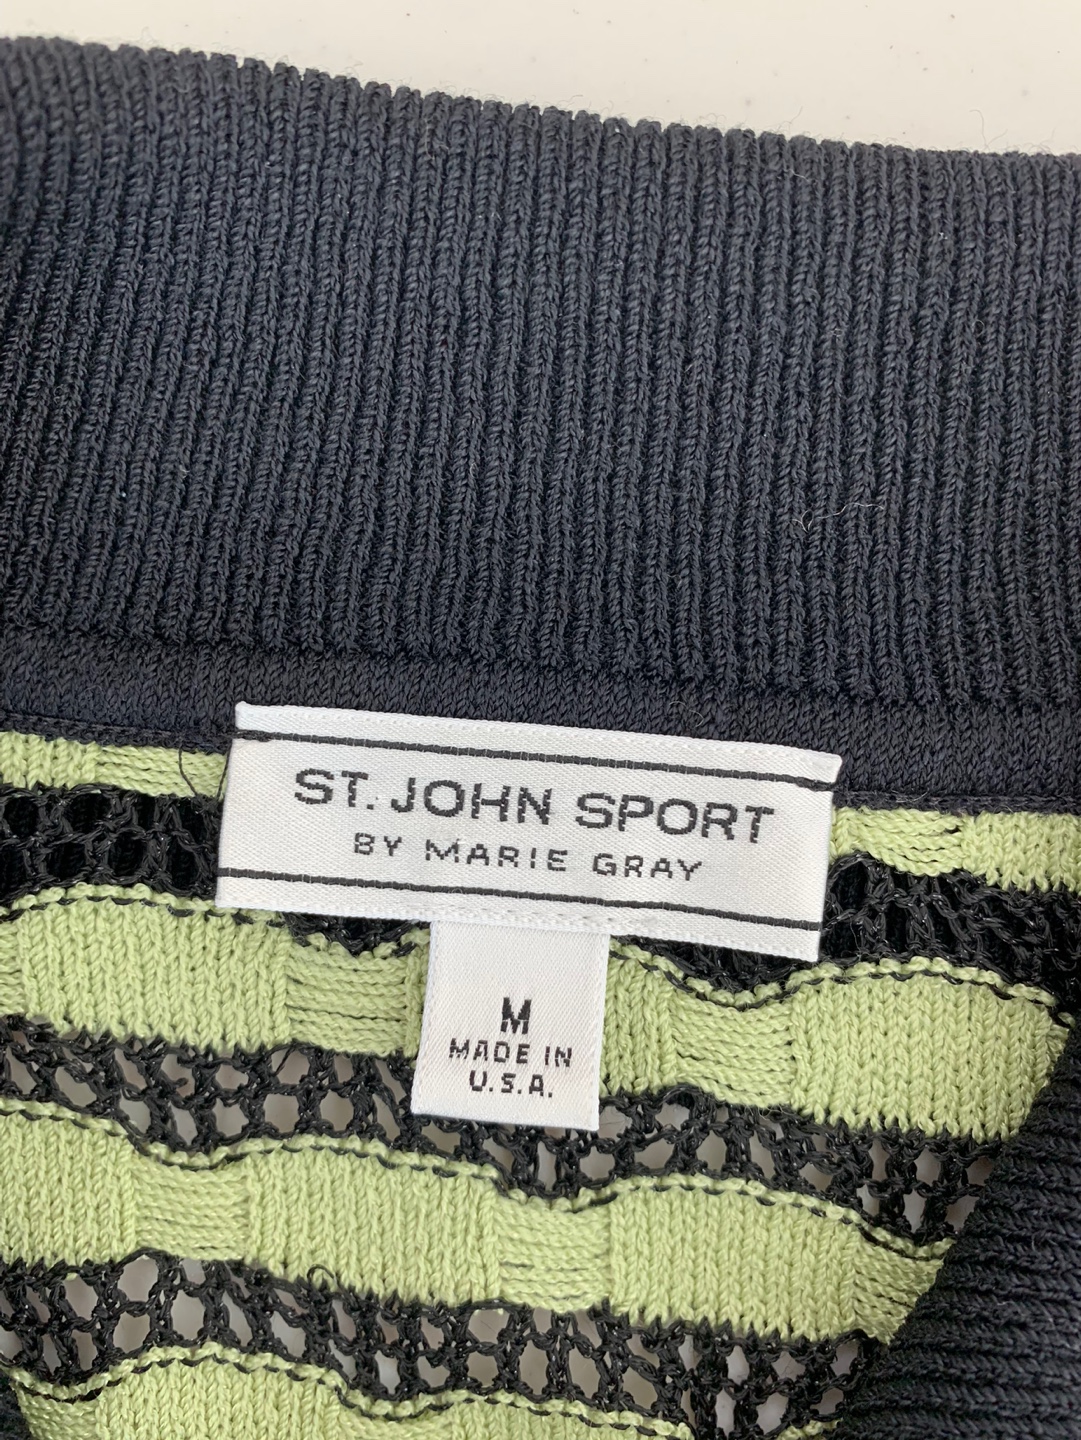 ST. JOHN SPORT
BY MARIE GRAY
M
MADE IN
U.S.A.